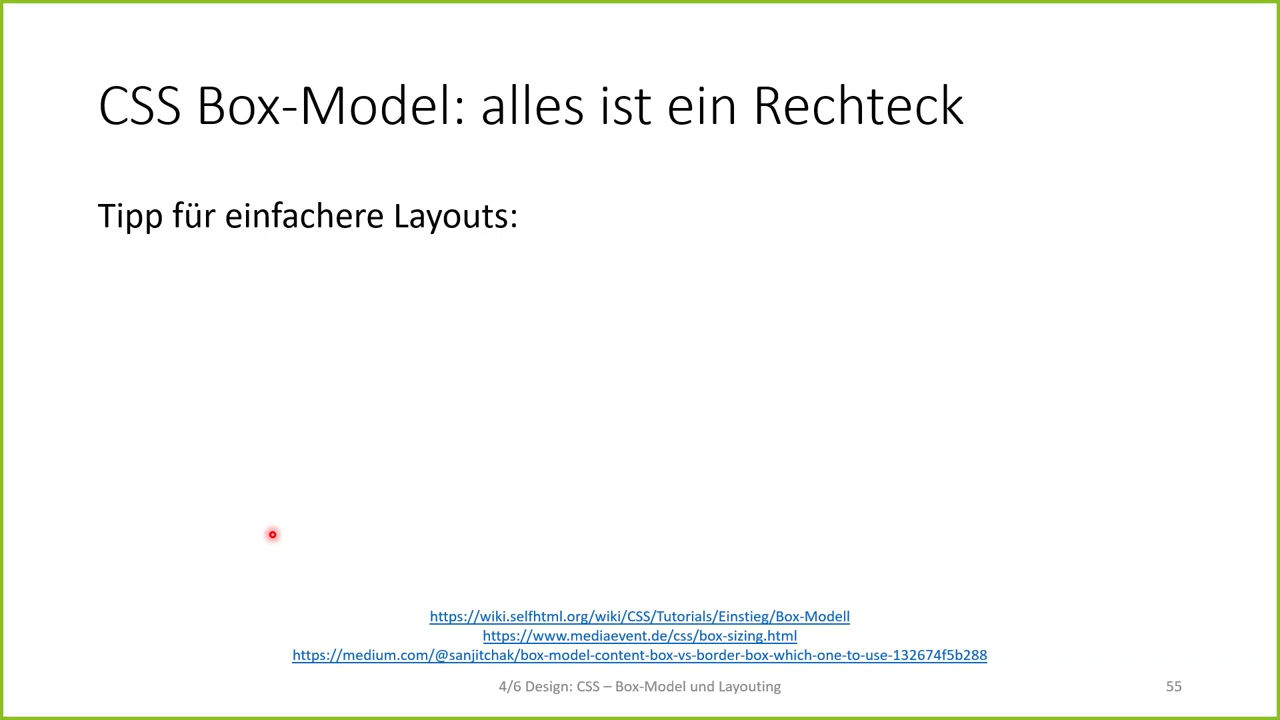 CSS Box-Model: alles ist ein Rechteck
Tipp für einfachere Layouts:
https://wiki.selfhtml.org/wiki/CSS/Tutorials/Einstieg/Box-Modell
https://www.mediaevent.de/css/box-sizing.html
https://medium.com/@sanjitchak/box-model-content-box-vs-border-box-which-one-to-use-132674f5b288
4/6 Design: CSS – Box-Model und Layouting
55